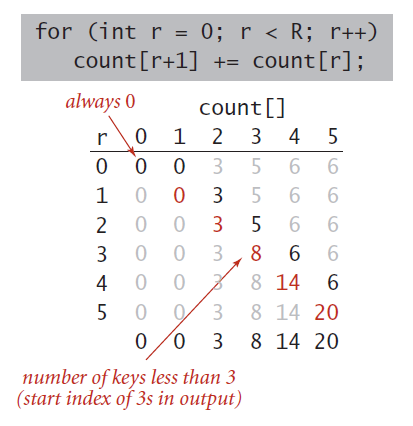 for (int r = 0; r < R; r++)
count[r+1] += count[r];
always 0
count[]
r 0 1 2 3 4 5
0 0 0 3 5 6 6
1 0 0 3 5 6 6
2 0 0 3 5 6 6
3 0 0 3 8 6 6
4 0 0 3 8 14 6
5 0 0 3 8 14 20
0 0 3 8 14 20
number of keys less than 3
(start index of 3s in output)